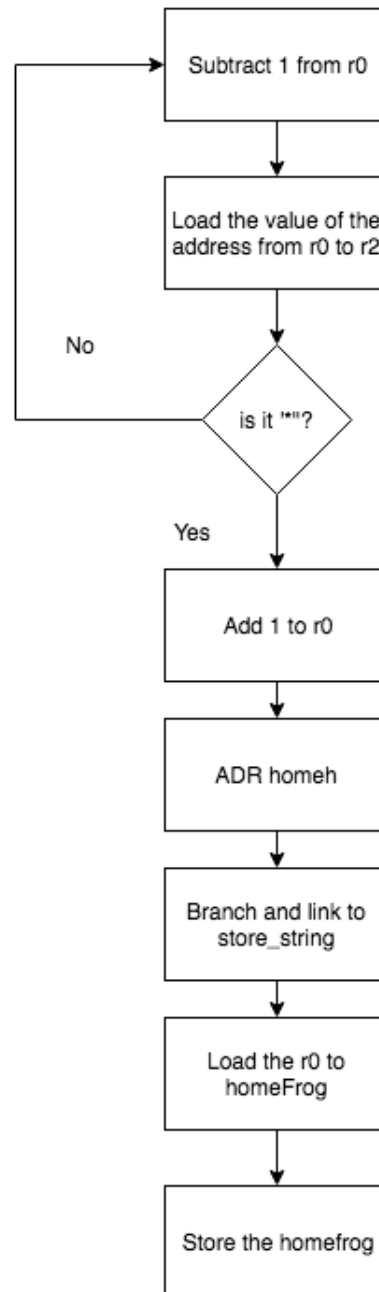 Subtract 1 from r0
Load the value of the
address from r0 to r2
No
is it "*"?
Yes
Add 1 to r0
ADR homeh
Branch and link to
store_string
Load the r0 to
homeFrog
Store the homefrog